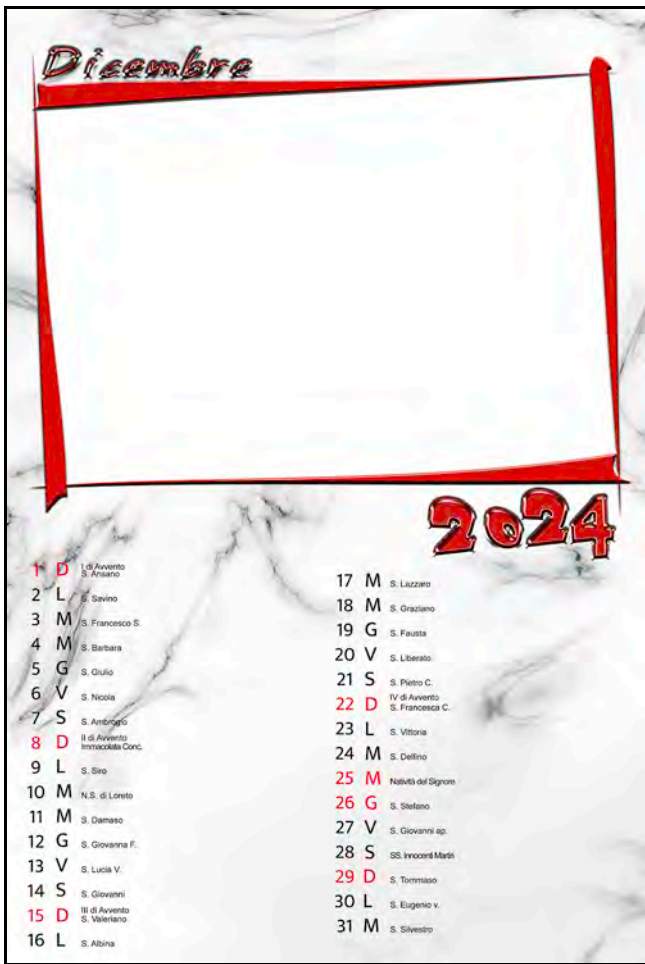 Dicembre
2024
1 D I di Avvento
S. Ansano
2 L S. Savino
3 M S. Francesco S.
4 M S. Barbara
5 G S. Giulio
6 V S. Nicola
7 S S. Ambrogio
8 D II di Avvento
Immacolata Conc.
9 L S. Siro
10 M N.S. di Loreto
11 M S. Damaso
12 G S. Giovanna F.
13 V S. Lucia V.
14 S S. Giovanni
15 D III di Avvento
S. Valeriano
16 L S. Albina
17 M S. Lazzaro
18 M S. Graziano
19 G S. Fausta
20 V S. Liberato
21 S S. Pietro C.
22 D IV di Avvento
S. Francesca C.
23 L S. Vittoria
24 M S. Delfino
25 M Natività del Signore
26 G S. Stefano
27 V S. Giovanni ap.
28 S SS. Innocenti Martiri
29 D S. Tommaso
30 L S. Eugenio v.
31 M S. Silvestro